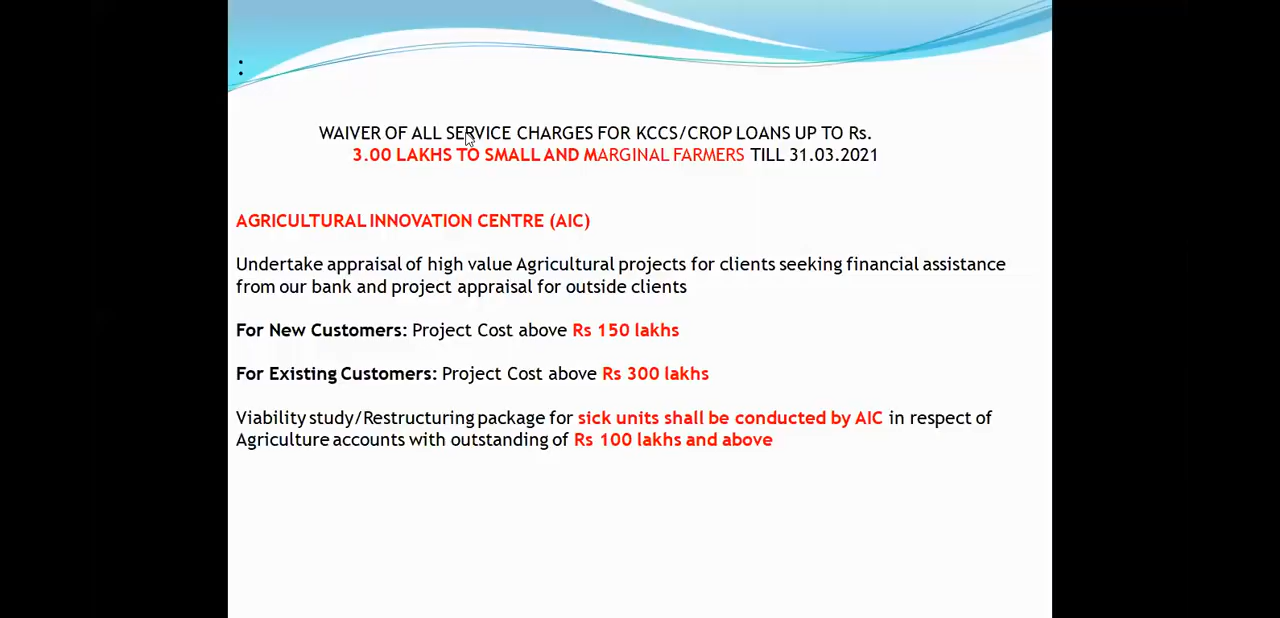 :
WAIVER OF ALL SERVICE CHARGES FOR KCCS/CROP LOANS UP TO Rs.
3.00 LAKHS TO SMALL AND MARGINAL FARMERS TILL 31.03.2021
AGRICULTURAL INNOVATION CENTRE (AIC)
Undertake appraisal of high value Agricultural projects for clients seeking financial assistance
from our bank and project appraisal for outside clients
For New Customers: Project Cost above Rs 150 lakhs
For Existing Customers: Project Cost above Rs 300 lakhs
Viability study/Restructuring package for sick units shall be conducted by AIC in respect of
Agriculture accounts with outstanding of Rs 100 lakhs and above